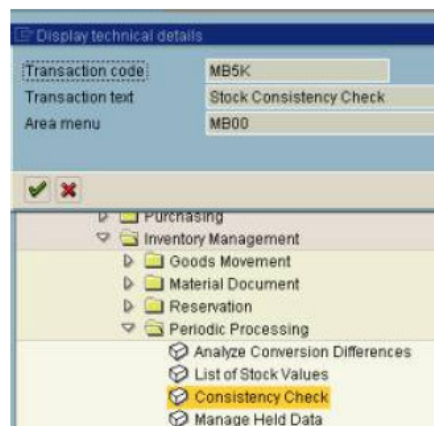 Display technical details
Transaction code MB5K
Transaction text Stock Consistency Check
Area menu MB00
Purchasing
Inventory Management
Goods Movement
Material Document
Reservation
Periodic Processing
Analyze Conversion Differences
List of Stock Values
Consistency Check
Manage Held Data